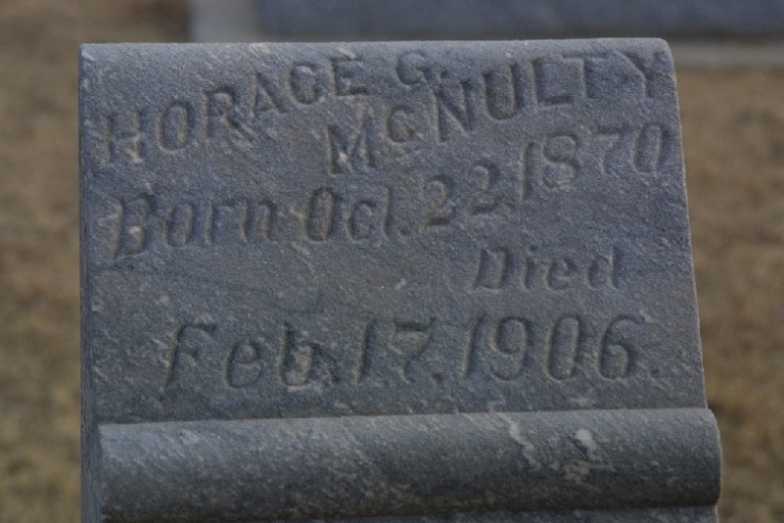 HORACE G.
McNULTY
Born Oct. 22, 1870
Died
Feb. 17, 1906.